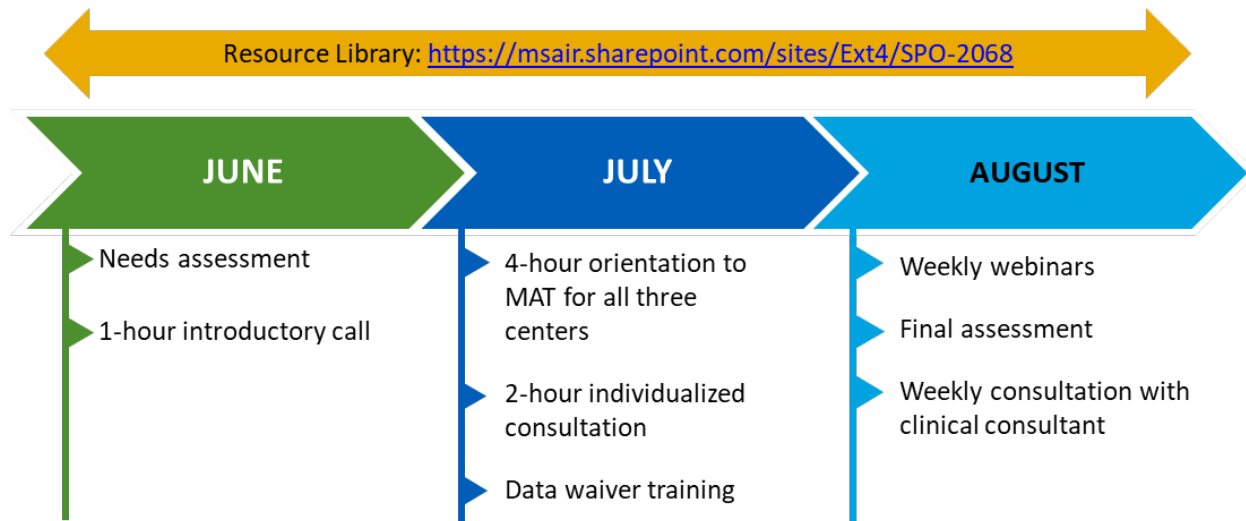 Resource Library: https://msair.sharepoint.com/sites/Ext4/SPO-2068
JUNE
Needs assessment
1-hour introductory call
JULY
4-hour orientation to
MAT for all three
centers
2-hour individualized
consultation
Data waiver training
AUGUST
Weekly webinars
Final assessment
Weekly consultation with
clinical consultant